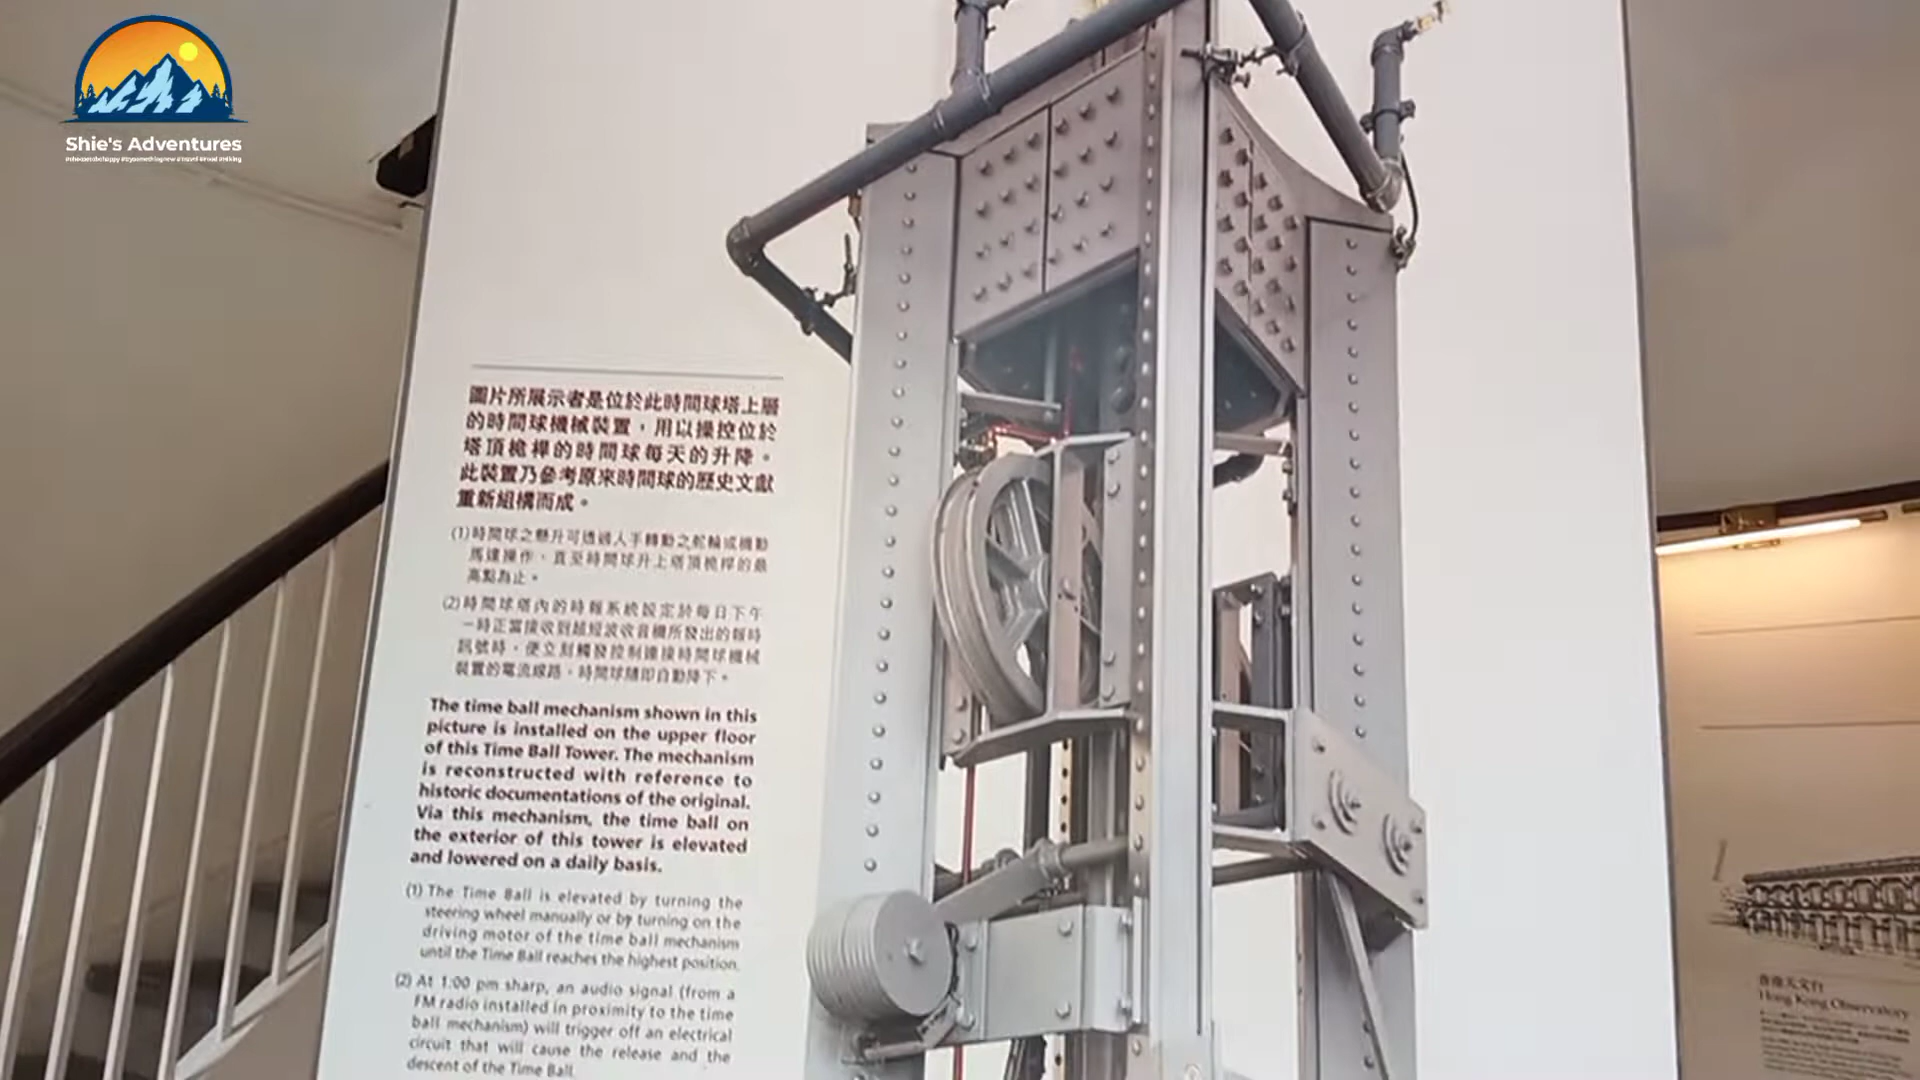 Shie's Adventures
圖片所展示者是位於此時間球塔上層
的時間球機械裝置，用以操控位於
塔頂桅桿的時間球每天的升降。
此裝置乃參考原來時間球的歷史文獻
重新組構而成。
(1) 時間球之懸升可透過人手轉動之舵輪或機動
馬達操作，直至時間球升上塔頂桅桿的最
高點為止。
(2) 時間球塔內的時報系統設定於每日下午
一時正當接收到超短波收音機所發出的報時
訊號時，便立刻觸發控制連接時間球機械
裝置的電流線路，時間球隨即自動降下。
The time ball mechanism shown in this
picture is installed on the upper floor
of this Time Ball Tower. The mechanism
is reconstructed with reference to
historic documentations of the original.
Via this mechanism, the time ball on
the exterior of this tower is elevated
and lowered on a daily basis.
(1) The Time Ball is elevated by turning the
steering wheel manually or by turning on the
driving motor of the time ball mechanism
until the Time Ball reaches the highest position.
(2) At 1:00 pm sharp, an audio signal (from a
FM radio installed in proximity to the time
ball mechanism) will trigger off an electrical
circuit that will cause the release and the
descent of the Time Ball.
香港天文台
Hong Kong Observatory